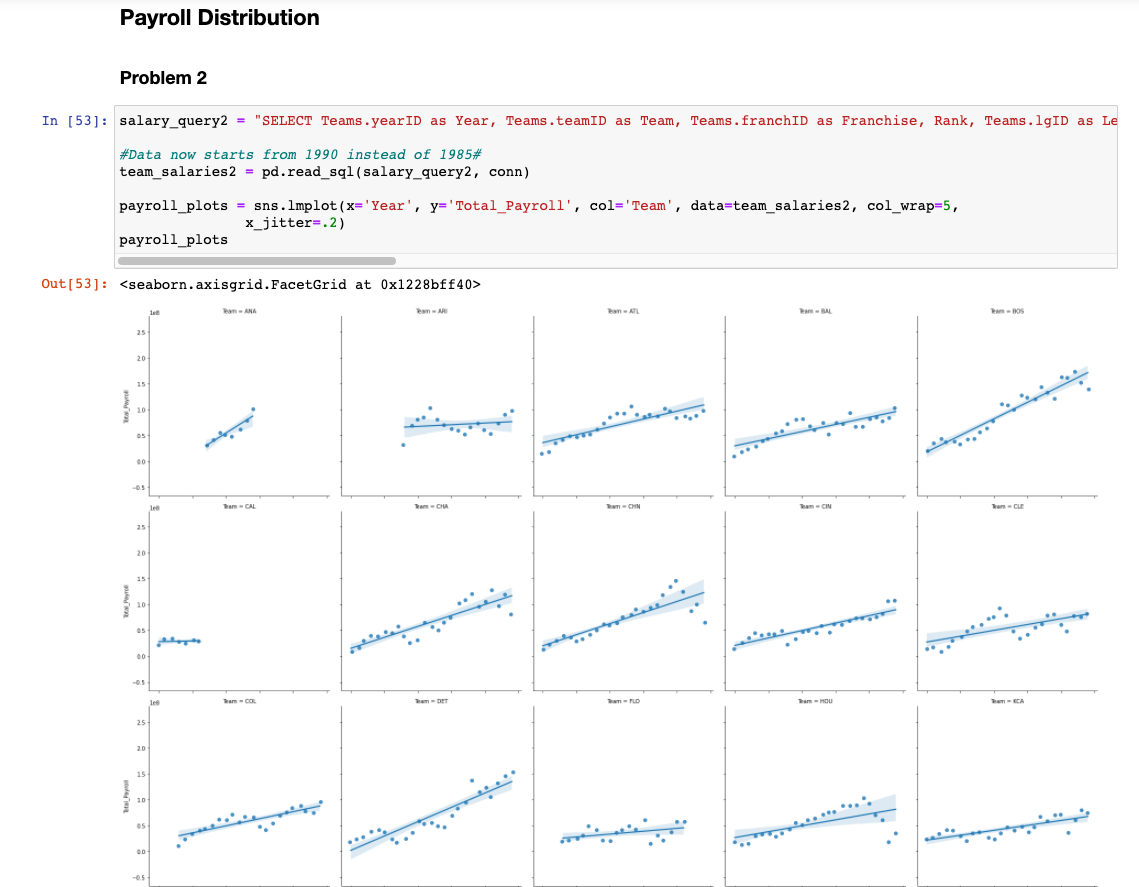 Payroll Distribution
Problem 2
In [53]: salary_query2 = "SELECT Teams.yearID as Year, Teams.teamID as Team, Teams.franchID as Franchise, Rank, Teams.lgID as Le
#Data now starts from 1990 instead of 1985#
team_salaries2 = pd.read_sql(salary_query2, conn)
payroll_plots = sns.lmplot(x='Year', y='Total_Payroll', col='Team', data=team_salaries2, col_wrap=5,
x_jitter=.2)
payroll_plots
Out[53]: <seaborn.axisgrid.FacetGrid at 0x1228bff40>
1e8 Team = ANA Team = ARI Team = ATL Team = BAL Team = BOS
2.5
2.0
1.5
1.0
0.5
0.0
−0.5
Total_Payroll
1e8 Team = CAL Team = CHA Team = CHN Team = CIN Team = CLE
2.5
2.0
1.5
1.0
0.5
0.0
−0.5
Total_Payroll
1e8 Team = COL Team = DET Team = FLO Team = HOU Team = KCA
2.5
2.0
1.5
1.0
0.5
0.0
−0.5
Total_Payroll